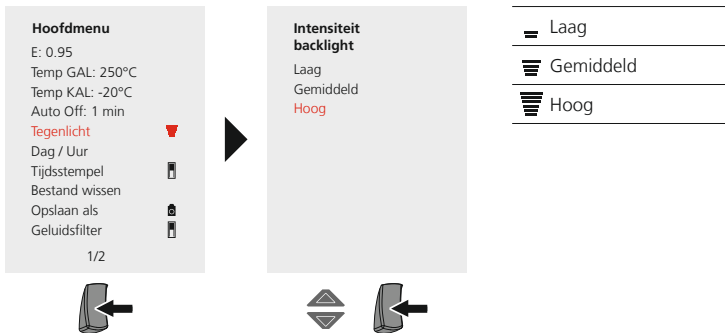 Hoofdmenu
E: 0.95
Temp GAL: 250°C
Temp KAL: -20°C
Auto Off: 1 min
Tegenlicht
Dag / Uur
Tijdsstempel
Bestand wissen
Opslaan als
Geluidsfilter
1/2
Intensiteit
backlight
Laag
Gemiddeld
Hoog
Laag
Gemiddeld
Hoog